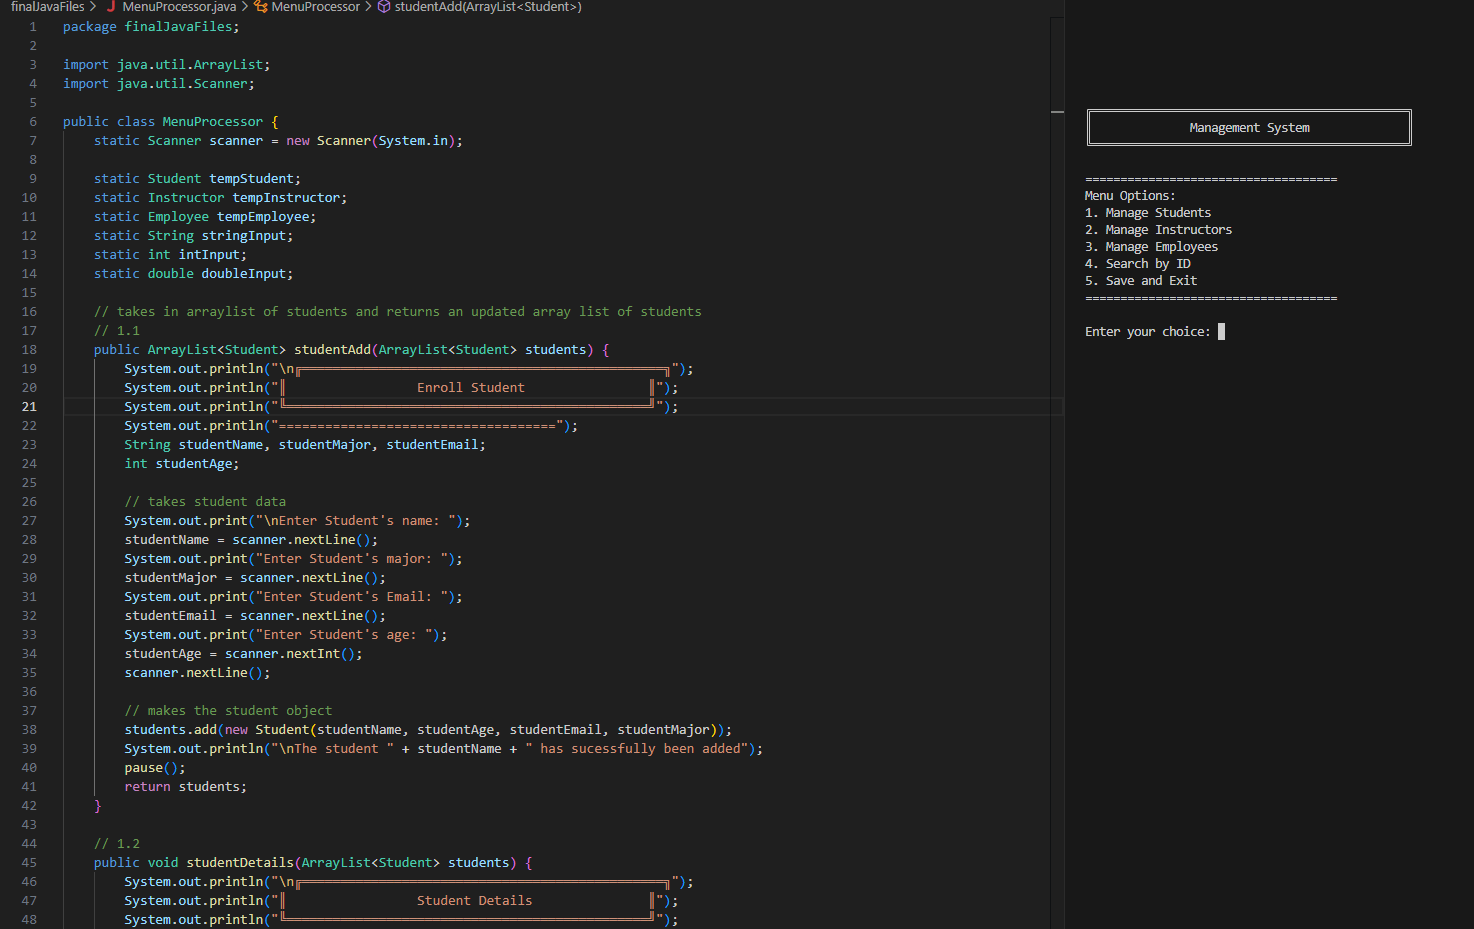 finalJavaFiles > MenuProcessor.java > MenuProcessor > studentAdd(ArrayList<Student>)
1 package finalJavaFiles;
2
3 import java.util.ArrayList;
4 import java.util.Scanner;
5
6 public class MenuProcessor {
7 static Scanner scanner = new Scanner(System.in);
8
9 static Student tempStudent;
10 static Instructor tempInstructor;
11 static Employee tempEmployee;
12 static String stringInput;
13 static int intInput;
14 static double doubleInput;
15
16 // takes in arraylist of students and returns an updated array list of students
17 // 1.1
18 public ArrayList<Student> studentAdd(ArrayList<Student> students) {
19 System.out.println("\n╔═══════════════════════════════════════════════╗");
20 System.out.println("║                 Enroll Student                ║");
21 System.out.println("╚═══════════════════════════════════════════════╝");
22 System.out.println("====================================");
23 String studentName, studentMajor, studentEmail;
24 int studentAge;
25
26 // takes student data
27 System.out.print("\nEnter Student's name: ");
28 studentName = scanner.nextLine();
29 System.out.print("Enter Student's major: ");
30 studentMajor = scanner.nextLine();
31 System.out.print("Enter Student's Email: ");
32 studentEmail = scanner.nextLine();
33 System.out.print("Enter Student's age: ");
34 studentAge = scanner.nextInt();
35 scanner.nextLine();
36
37 // makes the student object
38 students.add(new Student(studentName, studentAge, studentEmail, studentMajor));
39 System.out.println("\nThe student " + studentName + " has sucessfully been added");
40 pause();
41 return students;
42 }
43
44 // 1.2
45 public void studentDetails(ArrayList<Student> students) {
46 System.out.println("\n╔═══════════════════════════════════════════════╗");
47 System.out.println("║                 Student Details               ║");
48 System.out.println("╚═══════════════════════════════════════════════╝");
Management System
====================================
Menu Options:
1. Manage Students
2. Manage Instructors
3. Manage Employees
4. Search by ID
5. Save and Exit
====================================
Enter your choice: